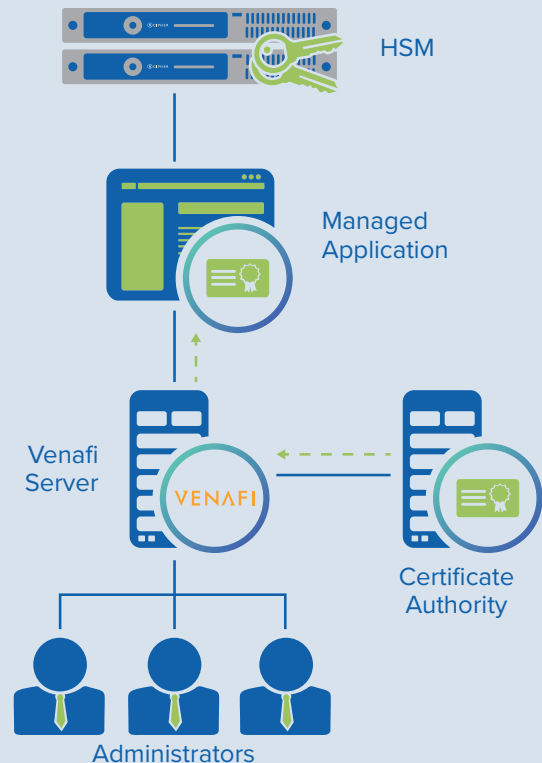 HSM
Managed
Application
Venafi
Server
VENAFI
Certificate
Authority
Administrators